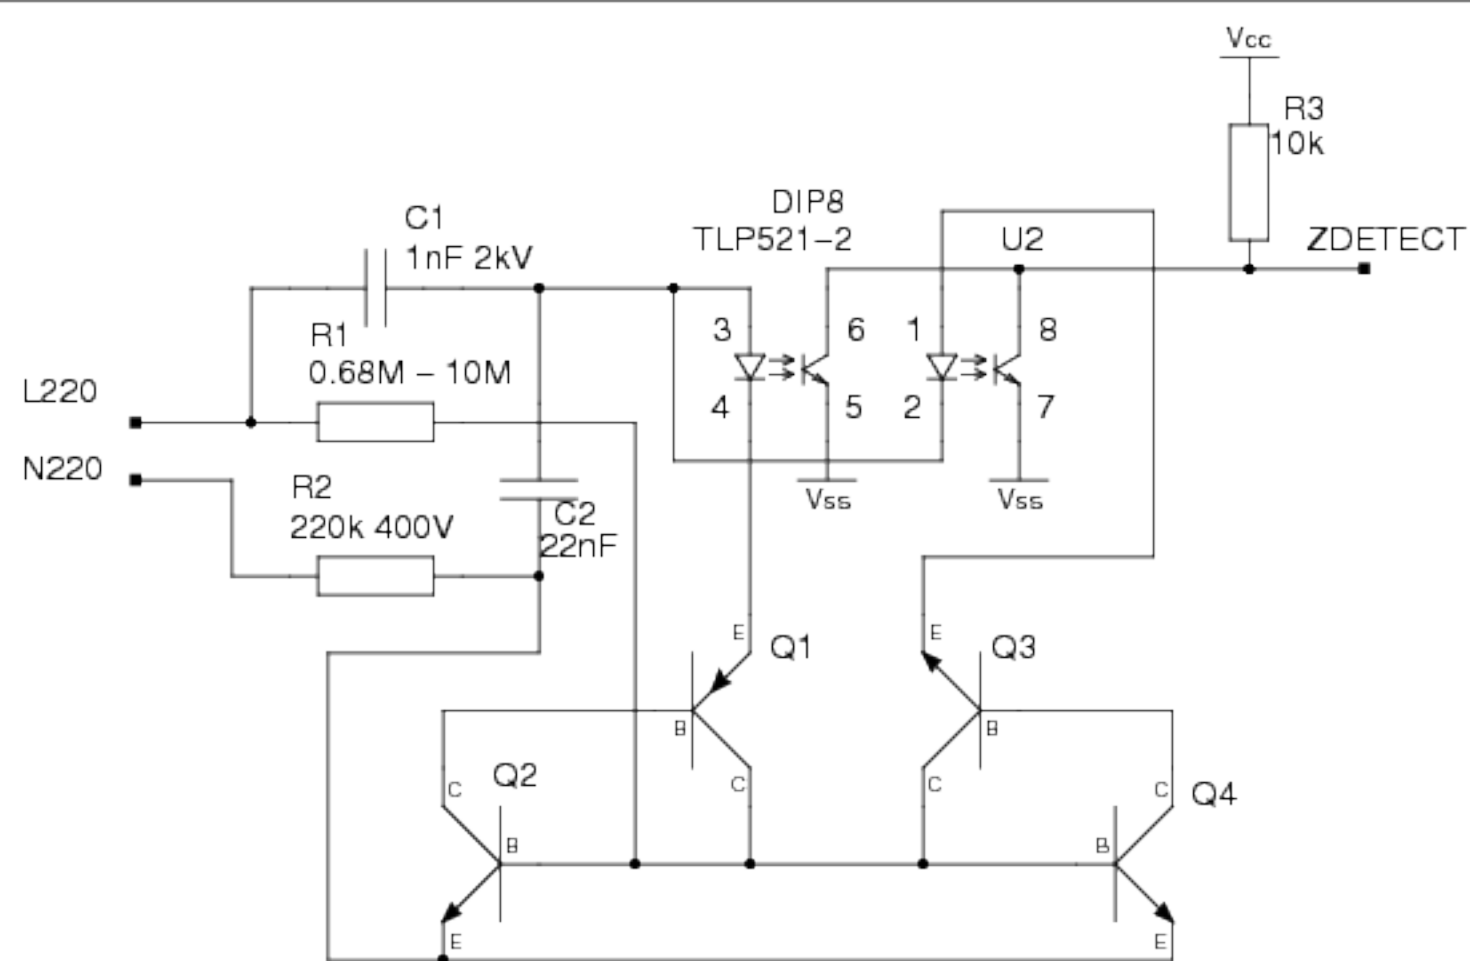 Vcc
R3
10k
DIP8
TLP521-2
U2
ZDETECT
C1
1nF 2kV
R1
0.68M - 10M
L220
N220
R2
220k 400V
C2
22nF
3
6
1
8
4
5
2
7
Vss
Vss
E
Q1
E
Q3
B
B
Q2
C
C
C
C
Q4
B
B
E
E